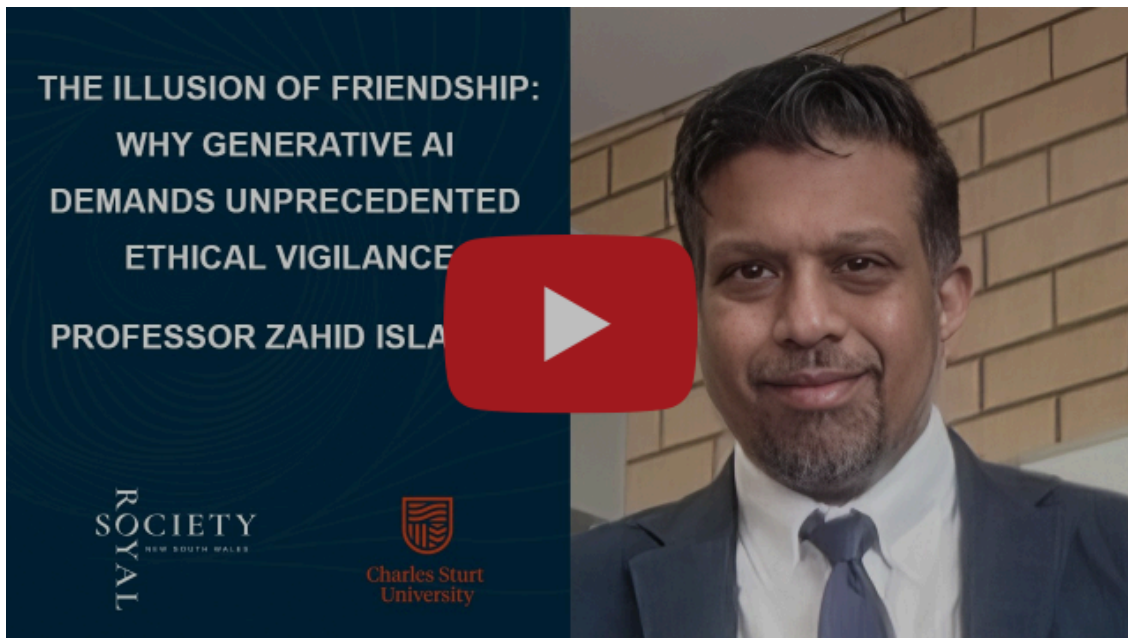 THE ILLUSION OF FRIENDSHIP:
WHY GENERATIVE AI
DEMANDS UNPRECEDENTED
ETHICAL VIGILANCE
PROFESSOR ZAHID ISLA
ROYAL
SOCIETY
NEW SOUTH WALES
Charles Sturt
University